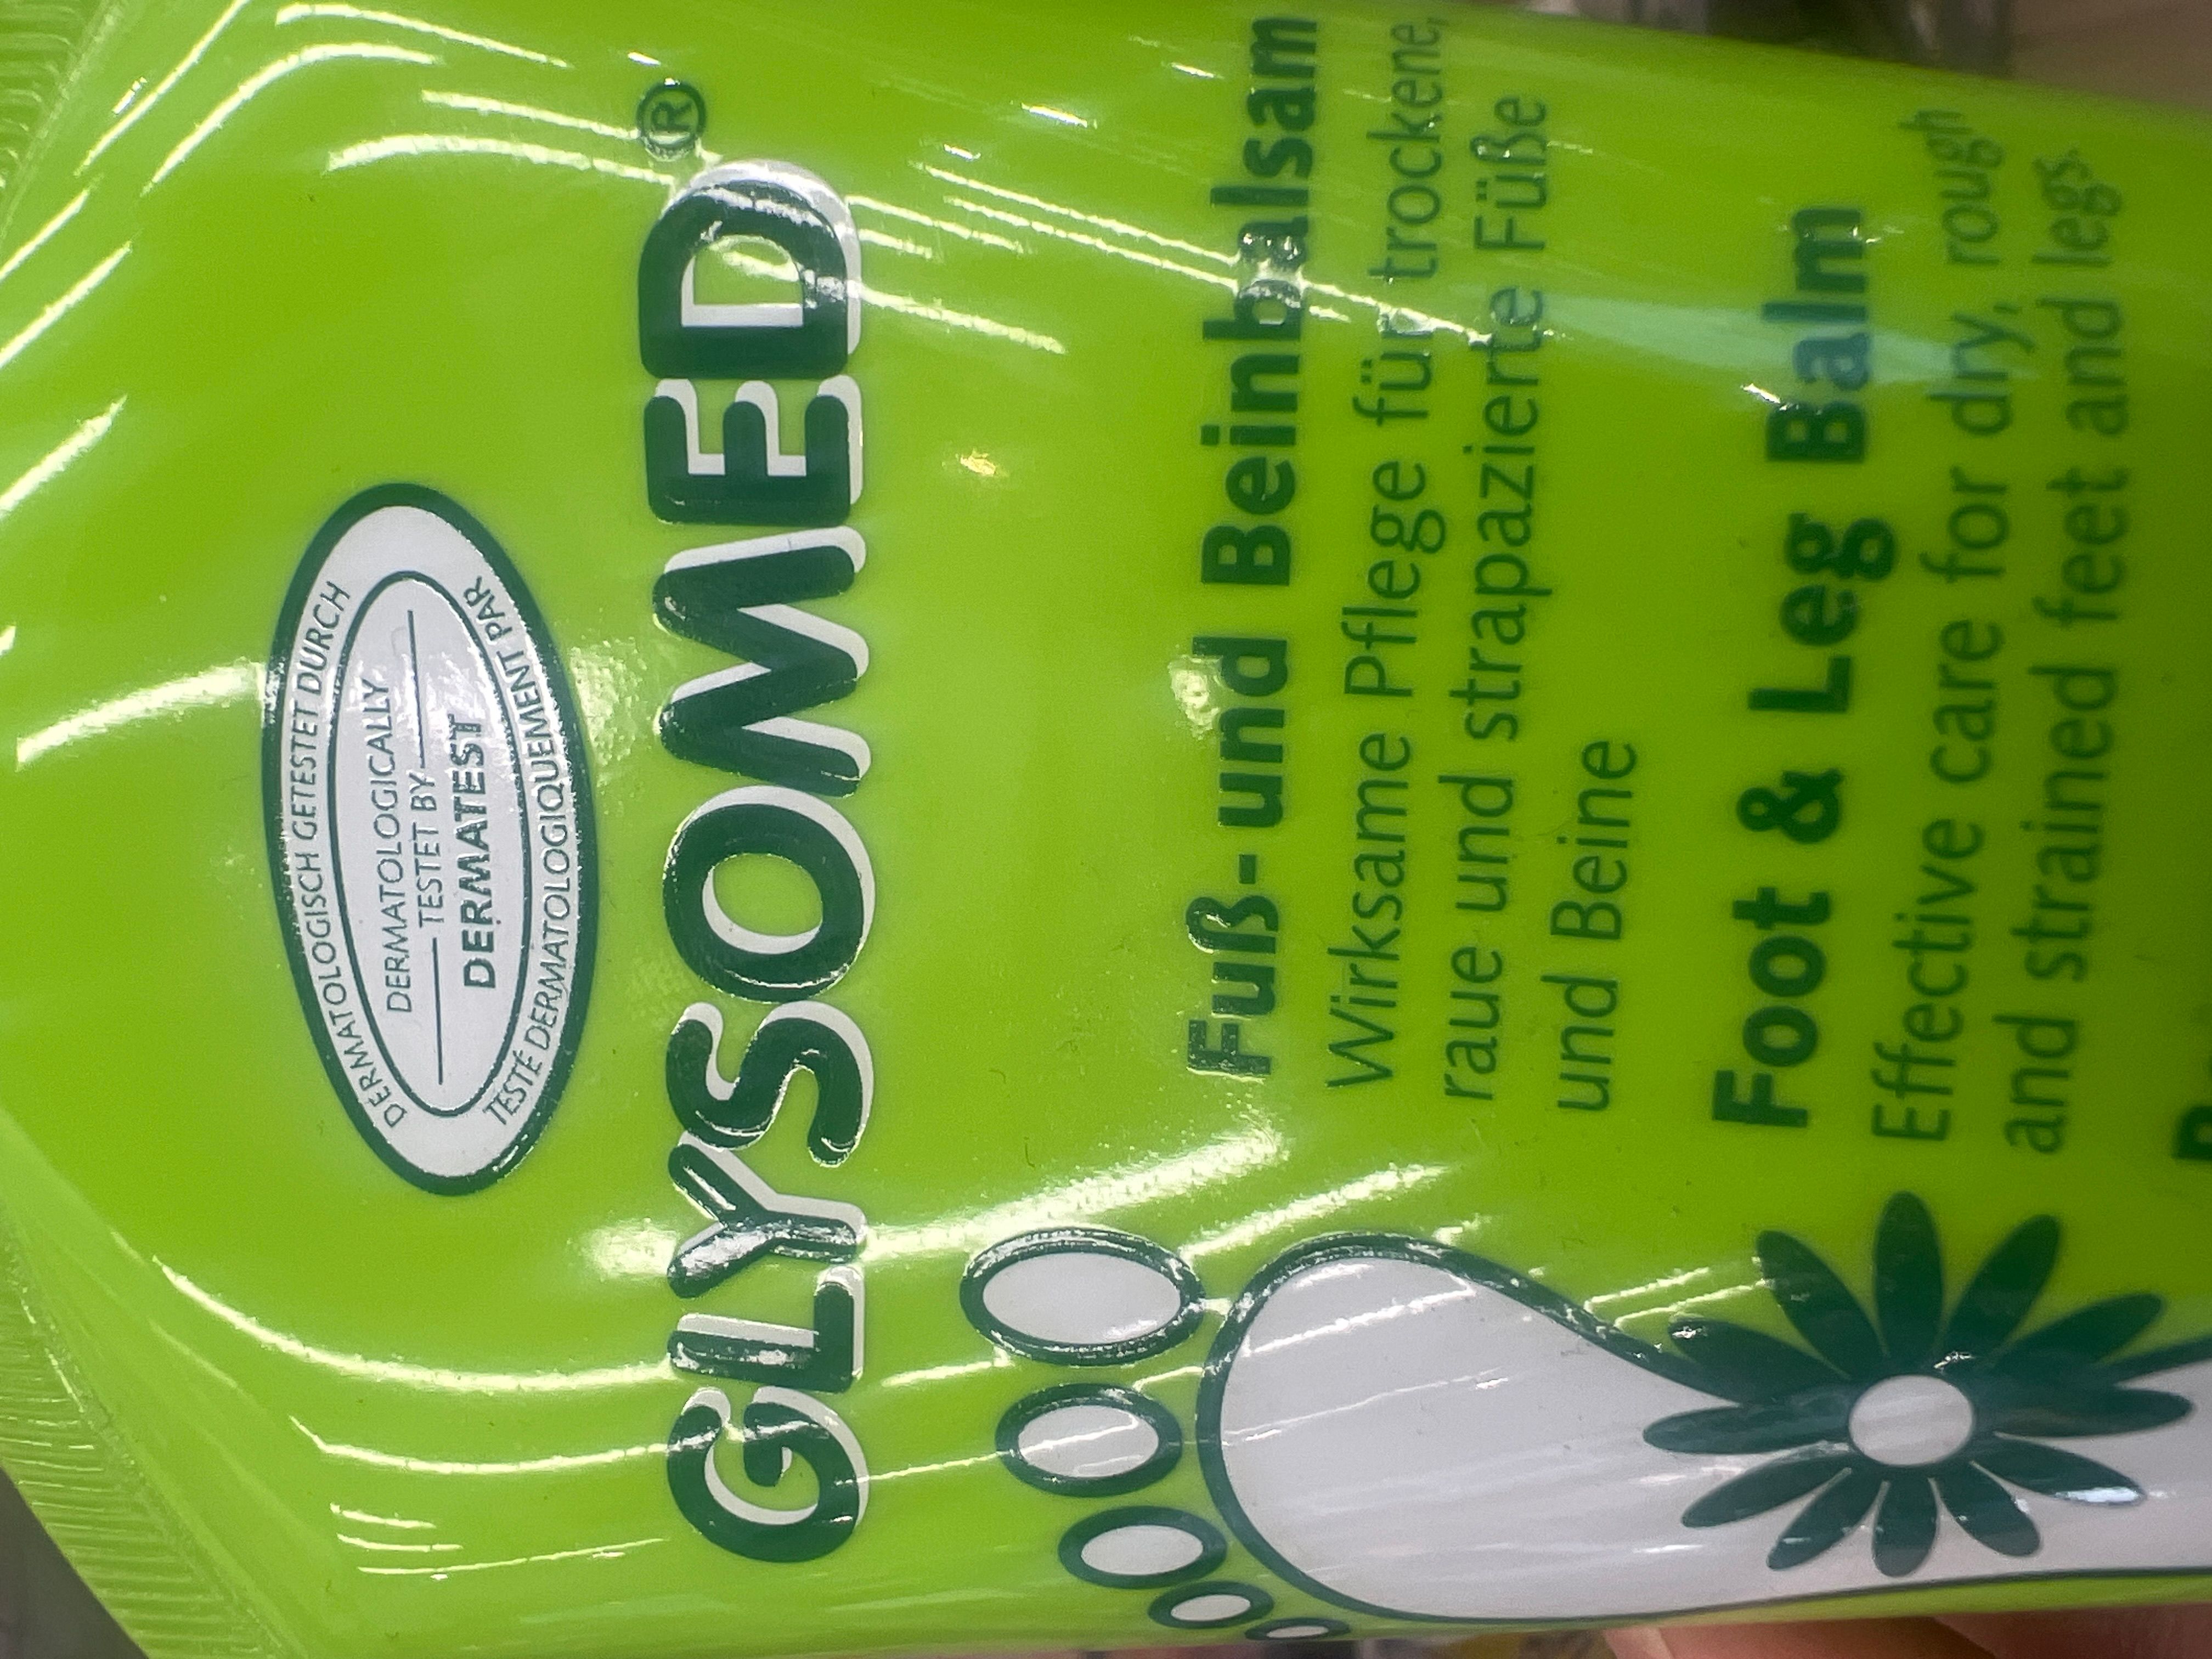 DERMATOLOGISCH GETESTET DURCH
DERMATOLOGICALLY
TESTET BY
DERMATEST
TESTÉ DERMATOLOGIQUEMENT PAR
GLYSOMED®
Fuß- und Beinbalsam
Wirksame Pflege für trockene,
raue und strapazierte Füße
und Beine
Foot & Leg Balm
Effective care for dry, rough
and strained feet and legs.